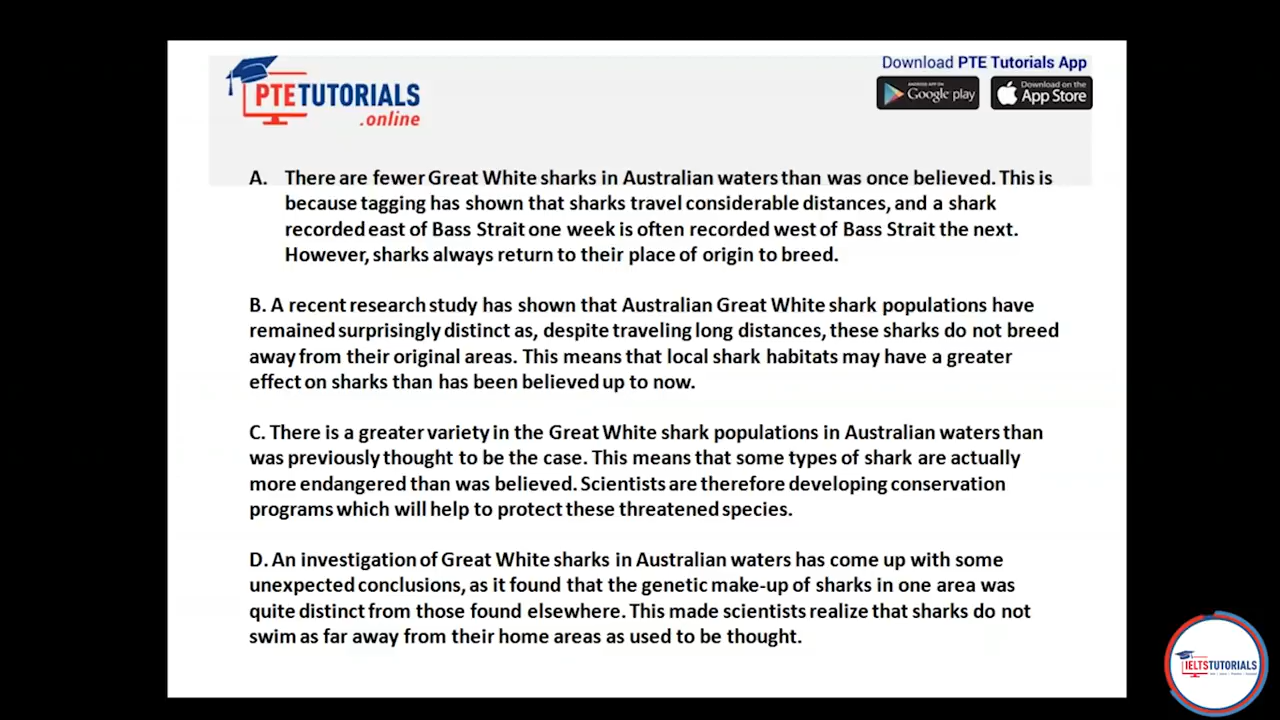 PTETUTORIALS
.online
Download PTE Tutorials App
ANDROID APP ON
Google play
Download on the
App Store
A. There are fewer Great White sharks in Australian waters than was once believed. This is
because tagging has shown that sharks travel considerable distances, and a shark
recorded east of Bass Strait one week is often recorded west of Bass Strait the next.
However, sharks always return to their place of origin to breed.
B. A recent research study has shown that Australian Great White shark populations have
remained surprisingly distinct as, despite traveling long distances, these sharks do not breed
away from their original areas. This means that local shark habitats may have a greater
effect on sharks than has been believed up to now.
C. There is a greater variety in the Great White shark populations in Australian waters than
was previously thought to be the case. This means that some types of shark are actually
more endangered than was believed. Scientists are therefore developing conservation
programs which will help to protect these threatened species.
D. An investigation of Great White sharks in Australian waters has come up with some
unexpected conclusions, as it found that the genetic make-up of sharks in one area was
quite distinct from those found elsewhere. This made scientists realize that sharks do not
swim as far away from their home areas as used to be thought.
IELTSTUTORIALS